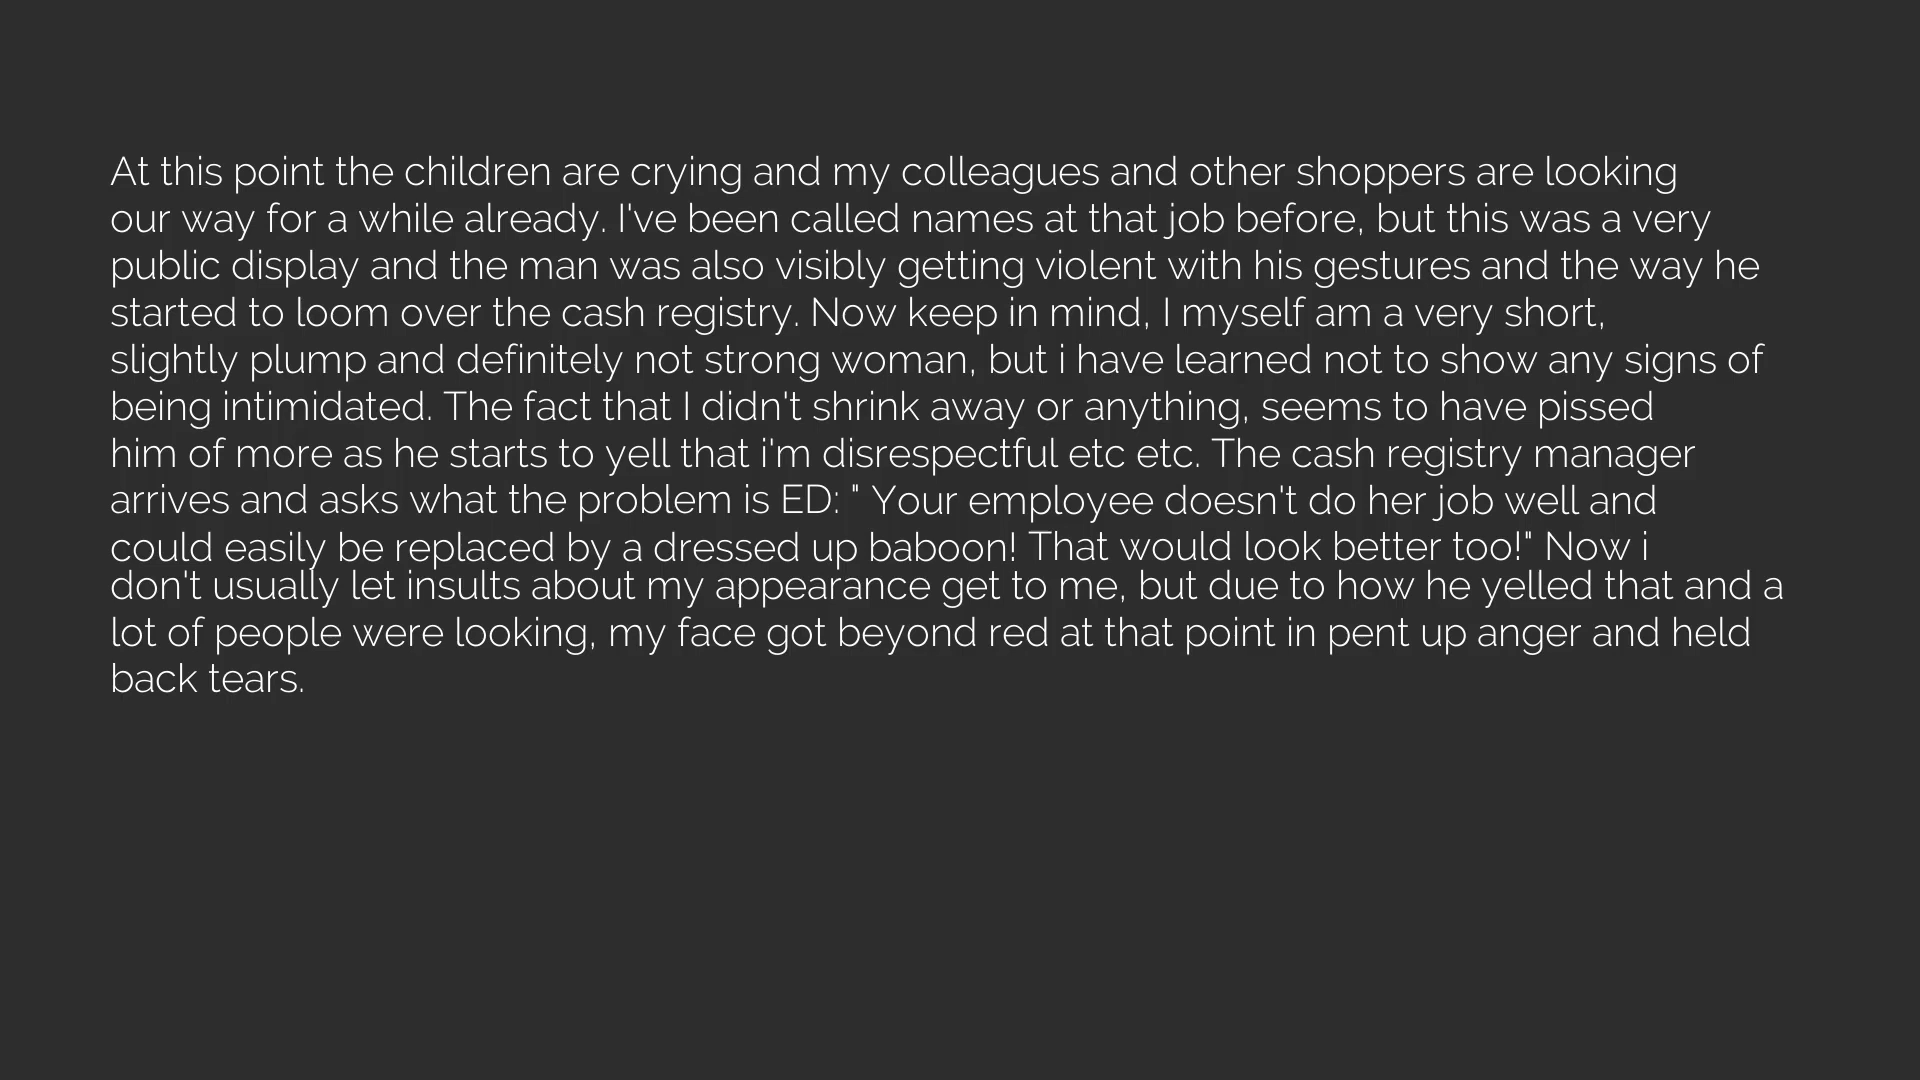 At this point the children are crying and my colleagues and other shoppers are looking
our way for a while already. I've been called names at that job before, but this was a very
public display and the man was also visibly getting violent with his gestures and the way he
started to loom over the cash registry. Now keep in mind, I myself am a very short,
slightly plump and definitely not strong woman, but i have learned not to show any signs of
being intimidated. The fact that I didn't shrink away or anything, seems to have pissed
him of more as he starts to yell that i'm disrespectful etc etc. The cash registry manager
arrives and asks what the problem is ED: " Your employee doesn't do her job well and
could easily be replaced by a dressed up baboon! That would look better too!" Now i
don't usually let insults about my appearance get to me, but due to how he yelled that and a
lot of people were looking, my face got beyond red at that point in pent up anger and held
back tears.